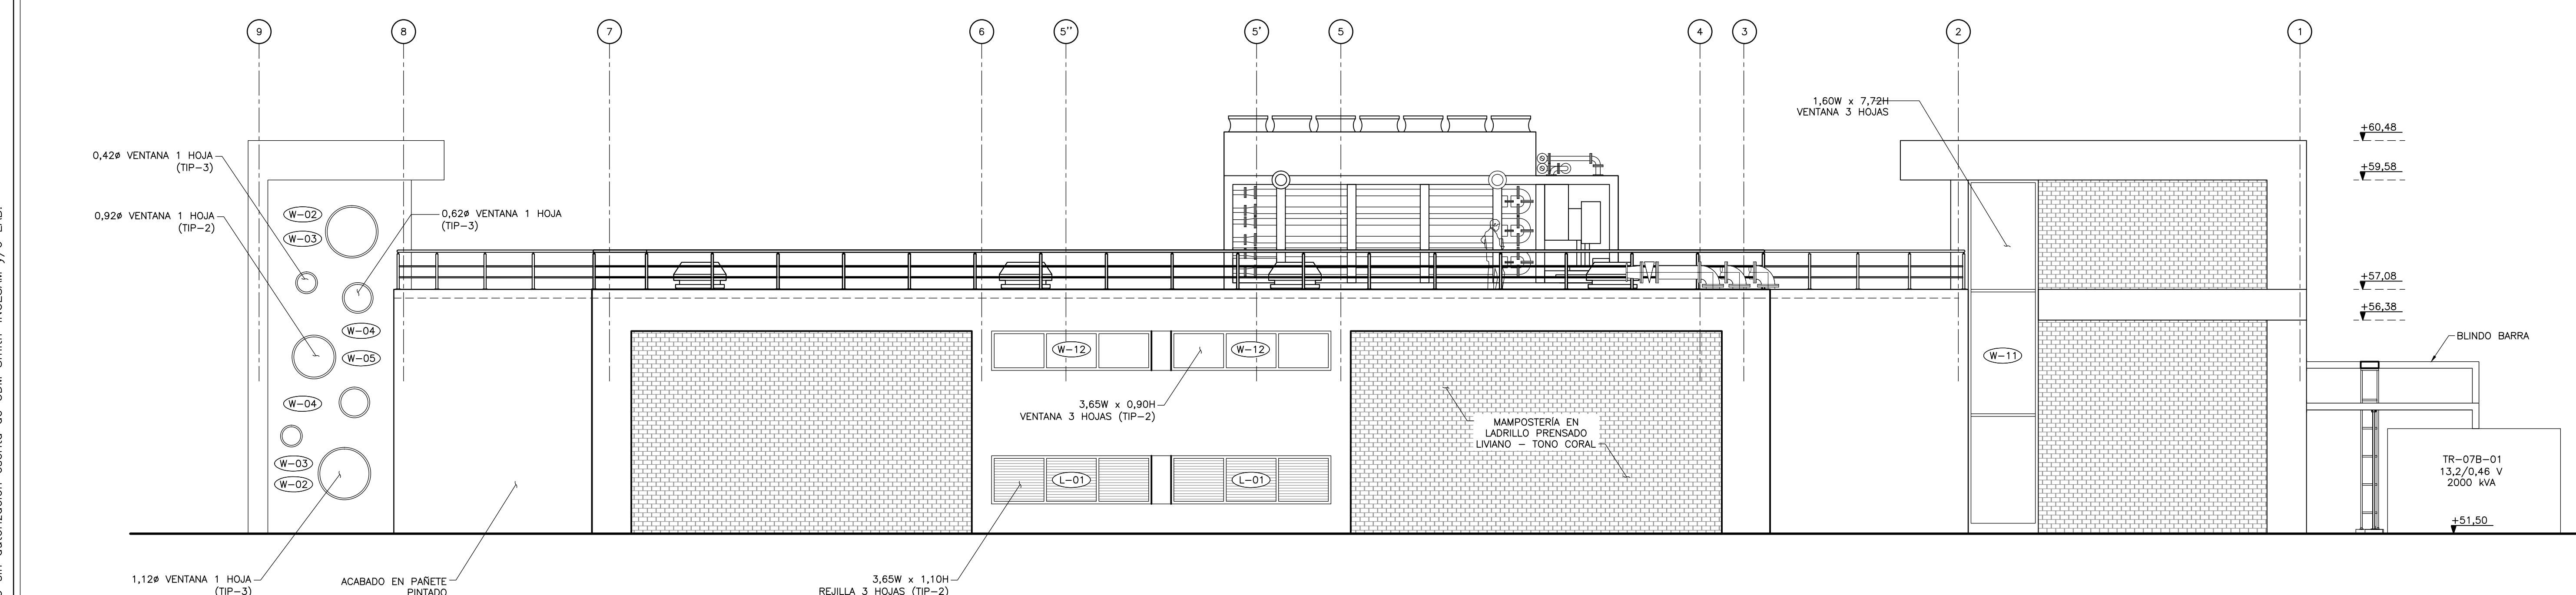 9
8
7
6
5''
5'
5
4
3
2
1
1,60W x 7,72H
VENTANA 3 HOJAS
+60,48
0,42ø VENTANA 1 HOJA
(TIP-3)
+59,58
0,92ø VENTANA 1 HOJA
(TIP-2)
W-02
W-03
0,62ø VENTANA 1 HOJA
(TIP-3)
+57,08
+56,38
W-04
W-05
W-12
W-12
W-11
BLINDO BARRA
W-04
3,65W x 0,90H
VENTANA 3 HOJAS (TIP-2)
MAMPOSTERÍA EN
LADRILLO PRENSADO
LIVIANO - TONO CORAL
W-03
W-02
L-01
L-01
TR-07B-01
13,2/0,46 V
2000 kVA
+51,50
1,12ø VENTANA 1 HOJA
(TIP-3)
ACABADO EN PAÑETE
PINTADO
3,65W x 1,10H
REJILLA 3 HOJAS (TIP-2)